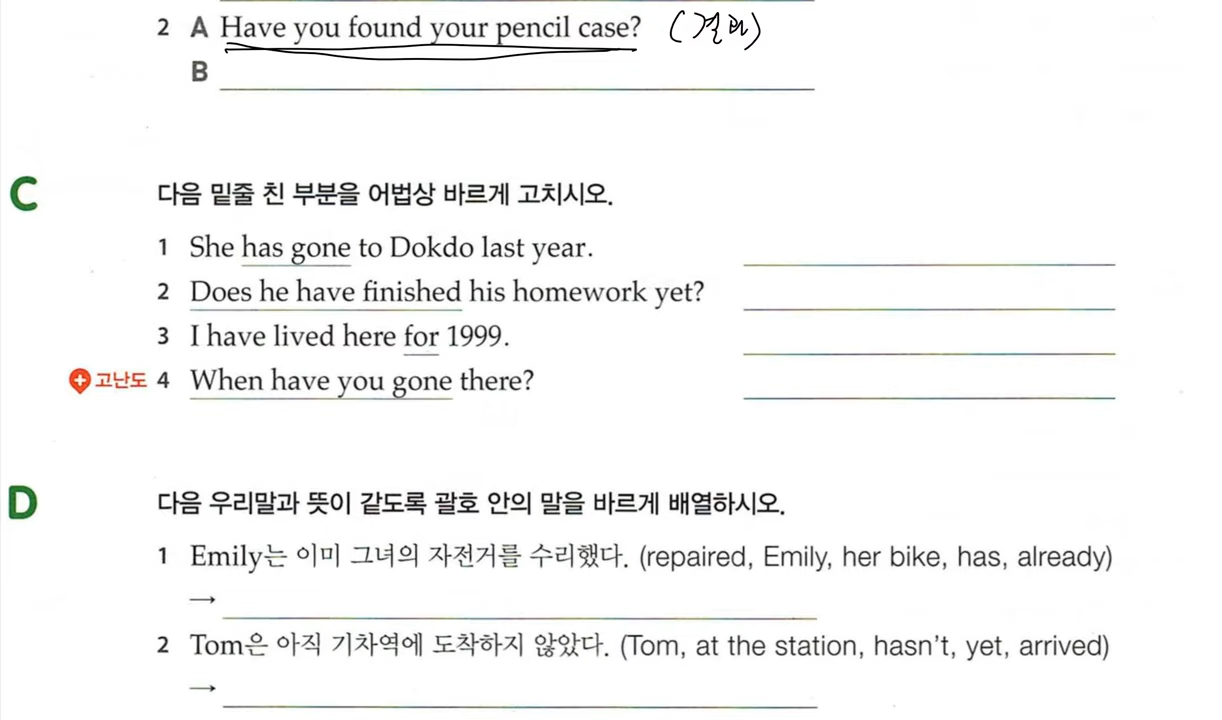 2 A Have you found your pencil case? (결과)
B
C 다음 밑줄 친 부분을 어법상 바르게 고치시오.
1 She has gone to Dokdo last year.
2 Does he have finished his homework yet?
3 I have lived here for 1999.
고난도 4 When have you gone there?
D 다음 우리말과 뜻이 같도록 괄호 안의 말을 바르게 배열하시오.
1 Emily는 이미 그녀의 자전거를 수리했다. (repaired, Emily, her bike, has, already)
→
2 Tom은 아직 기차역에 도착하지 않았다. (Tom, at the station, hasn't, yet, arrived)
→